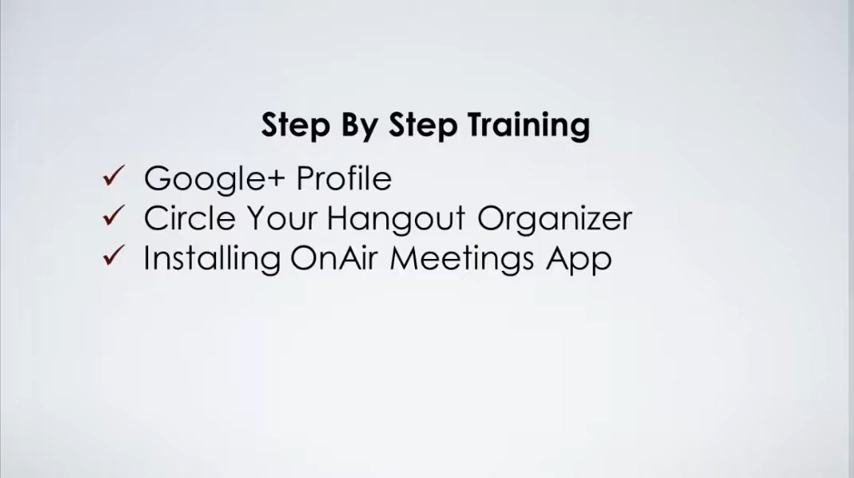 Step By Step Training
✓ Google+ Profile
✓ Circle Your Hangout Organizer
✓ Installing OnAir Meetings App